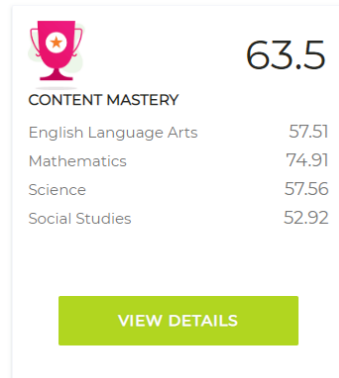 63.5
CONTENT MASTERY
English Language Arts 57.51
Mathematics 74.91
Science 57.56
Social Studies 52.92
VIEW DETAILS